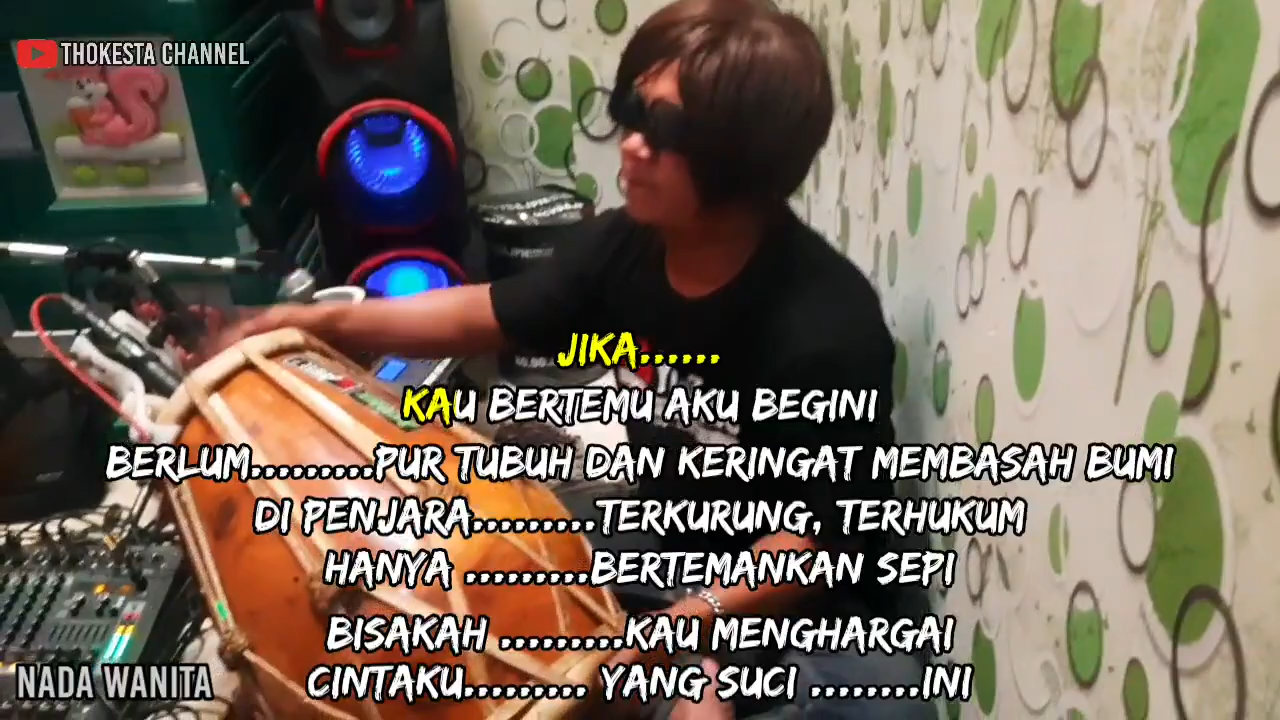 THOKESTA CHANNEL
JIKA......
KAU BERTEMU AKU BEGINI
BERLUM.........PUR TUBUH DAN KERINGAT MEMBASAH BUMI
DI PENJARA.........TERKURUNG, TERHUKUM
HANYA .........BERTEMANKAN SEPI
BISAKAH .........KAU MENGHARGAI
CINTAKU......... YANG SUCI ........INI
NADA WANITA